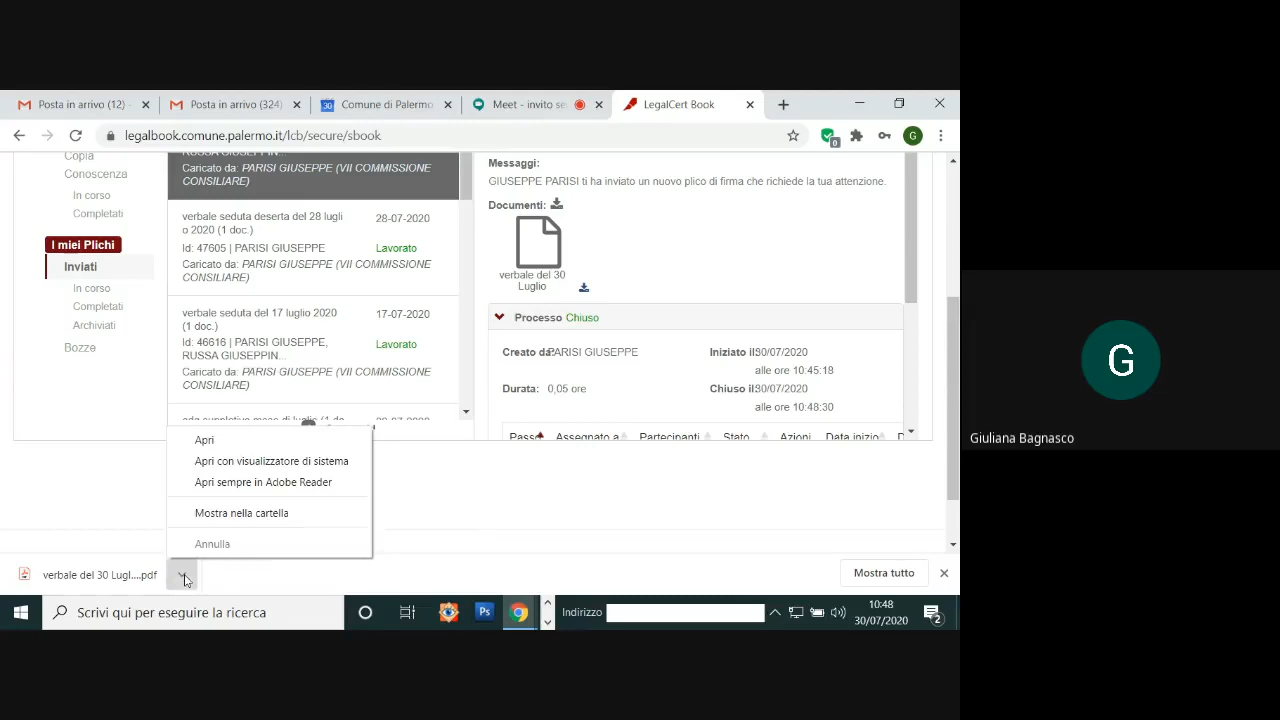 Posta in arrivo (12) -
Posta in arrivo (324)
Comune di Palermo
Meet - invito se
LegalCert Book
legalbook.comune.palermo.it/lcb/secure/sbook
0
G
Copia
Conoscenza
In corso
Completati
I miei Plichi
Inviati
In corso
Completati
Archiviati
Bozze
RUSSA GIUSEPPIN...
Caricato da: PARISI GIUSEPPE (VII COMMISSIONE
CONSILIARE)
verbale seduta deserta del 28 lugli
o 2020 (1 doc.)
28-07-2020
Id: 47605 | PARISI GIUSEPPE
Lavorato
Caricato da: PARISI GIUSEPPE (VII COMMISSIONE
CONSILIARE)
verbale seduta del 17 luglio 2020
(1 doc.)
17-07-2020
Id: 46616 | PARISI GIUSEPPE,
RUSSA GIUSEPPIN...
Lavorato
Caricato da: PARISI GIUSEPPE (VII COMMISSIONE
CONSILIARE)
Messaggi:
GIUSEPPE PARISI ti ha inviato un nuovo plico di firma che richiede la tua attenzione.
Documenti:
verbale del 30
Luglio
Processo Chiuso
Creato da: PARISI GIUSEPPE
Iniziato il: 30/07/2020
alle ore 10:45:18
Durata: 0,05 ore
Chiuso il: 30/07/2020
alle ore 10:48:30
Passo Assegnato a Partecipanti Stato Azioni Data inizio D
Apri
Apri con visualizzatore di sistema
Apri sempre in Adobe Reader
Mostra nella cartella
Annulla
verbale del 30 Lugl....pdf
Mostra tutto
Scrivi qui per eseguire la ricerca
Ps
Indirizzo
10:48
30/07/2020
2
G
Giuliana Bagnasco